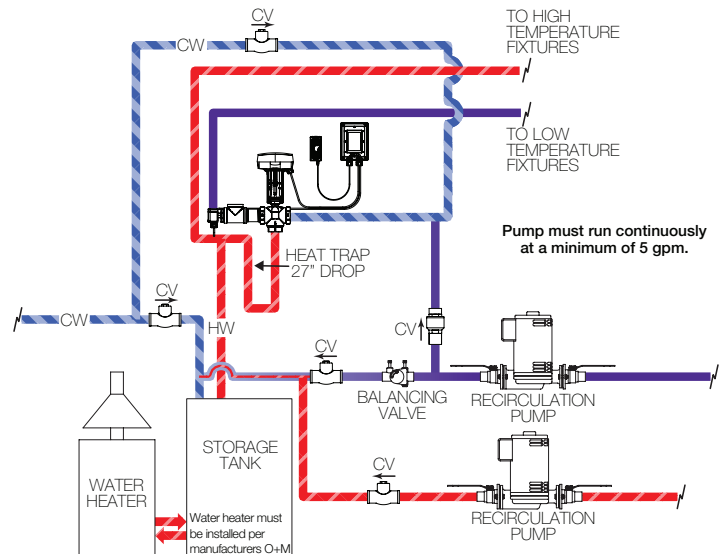 CV
CW
TO HIGH
TEMPERATURE
FIXTURES
TO LOW
TEMPERATURE
FIXTURES
Pump must run continuously
at a minimum of 5 gpm.
HEAT TRAP
27" DROP
CV
CW
HW
CV
CV
BALANCING
VALVE
RECIRCULATION
PUMP
STORAGE
TANK
WATER
HEATER
CV
Water heater must
be installed per
manufacturers O+M
RECIRCULATION
PUMP